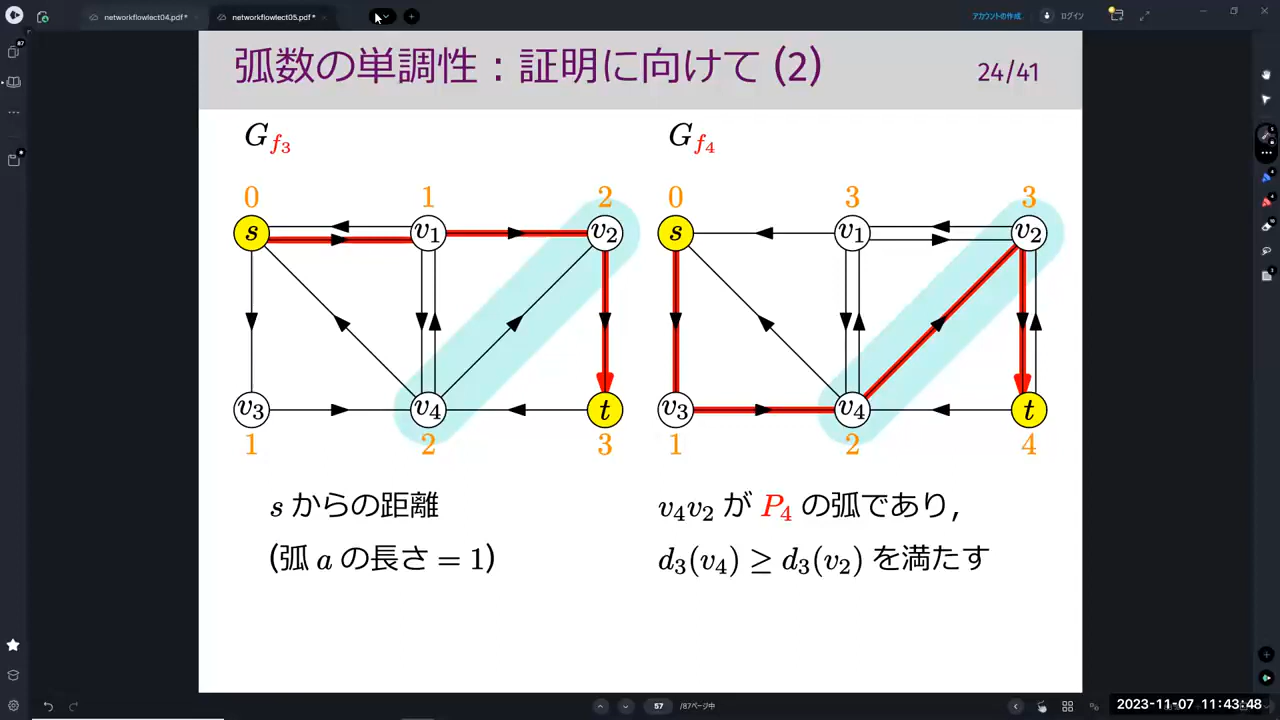 networkflowlect04.pdf*
networkflowlect05.pdf*
アカウントの作成
ログイン
87
弧数の単調性：証明に向けて (2)
24/41
G_{f_3}
G_{f_4}
0 1 2
s v_1 v_2
v_3 v_4 t
1 2 3
0 3 3
s v_1 v_2
v_3 v_4 t
1 2 4
s からの距離
(弧 a の長さ = 1)
v_4v_2 が P_4 の弧であり,
d_3(v_4) ≥ d_3(v_2) を満たす
57 /87ページ中
2023-11-07 11:43:48